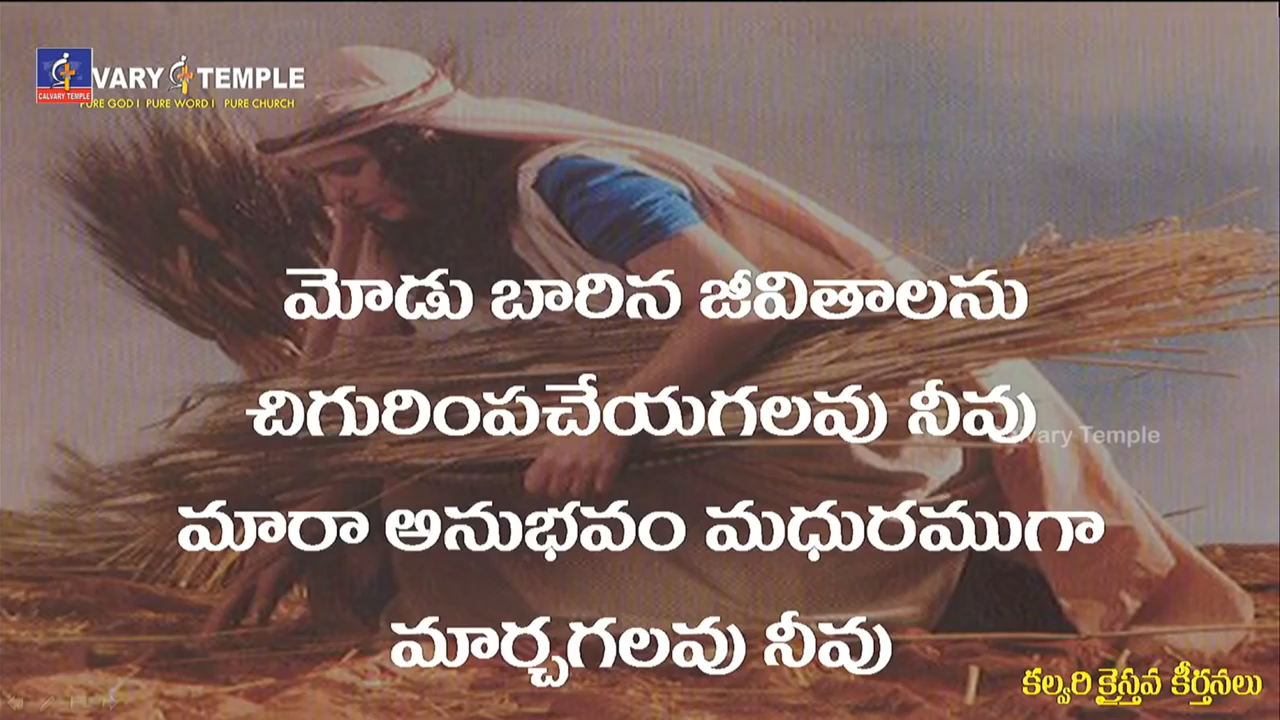 VARY TEMPLE
CALVARY TEMPLE
PURE GOD I PURE WORD I PURE CHURCH
మోడు బారిన జీవితాలను
చిగురింపచేయగలవు నీవు
vary Temple
మారా అనుభవం మధురముగా
మార్చగలవు నీవు
కల్వరి క్రైస్తవ కీర్తనలు